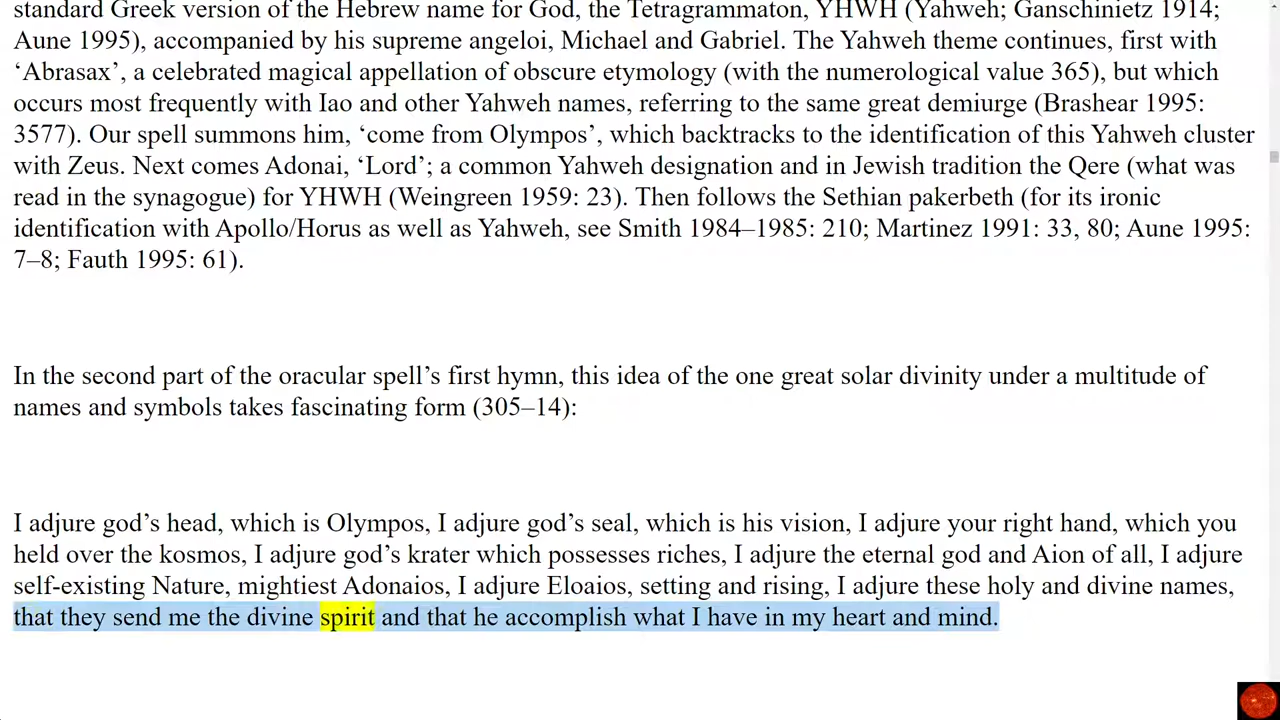 standard Greek version of the Hebrew name for God, the Tetragrammaton, YHWH (Yahweh; Ganschinietz 1914;
Aune 1995), accompanied by his supreme angeloi, Michael and Gabriel. The Yahweh theme continues, first with
‘Abrasax’, a celebrated magical appellation of obscure etymology (with the numerological value 365), but which
occurs most frequently with Iao and other Yahweh names, referring to the same great demiurge (Brashear 1995:
3577). Our spell summons him, ‘come from Olympos’, which backtracks to the identification of this Yahweh cluster
with Zeus. Next comes Adonai, ‘Lord’; a common Yahweh designation and in Jewish tradition the Qere (what was
read in the synagogue) for YHWH (Weingreen 1959: 23). Then follows the Sethian pakerbeth (for its ironic
identification with Apollo/Horus as well as Yahweh, see Smith 1984–1985: 210; Martinez 1991: 33, 80; Aune 1995:
7–8; Fauth 1995: 61).
In the second part of the oracular spell’s first hymn, this idea of the one great solar divinity under a multitude of
names and symbols takes fascinating form (305–14):
I adjure god’s head, which is Olympos, I adjure god’s seal, which is his vision, I adjure your right hand, which you
held over the kosmos, I adjure god’s krater which possesses riches, I adjure the eternal god and Aion of all, I adjure
self-existing Nature, mightiest Adonaios, I adjure Eloaios, setting and rising, I adjure these holy and divine names,
that they send me the divine spirit and that he accomplish what I have in my heart and mind.